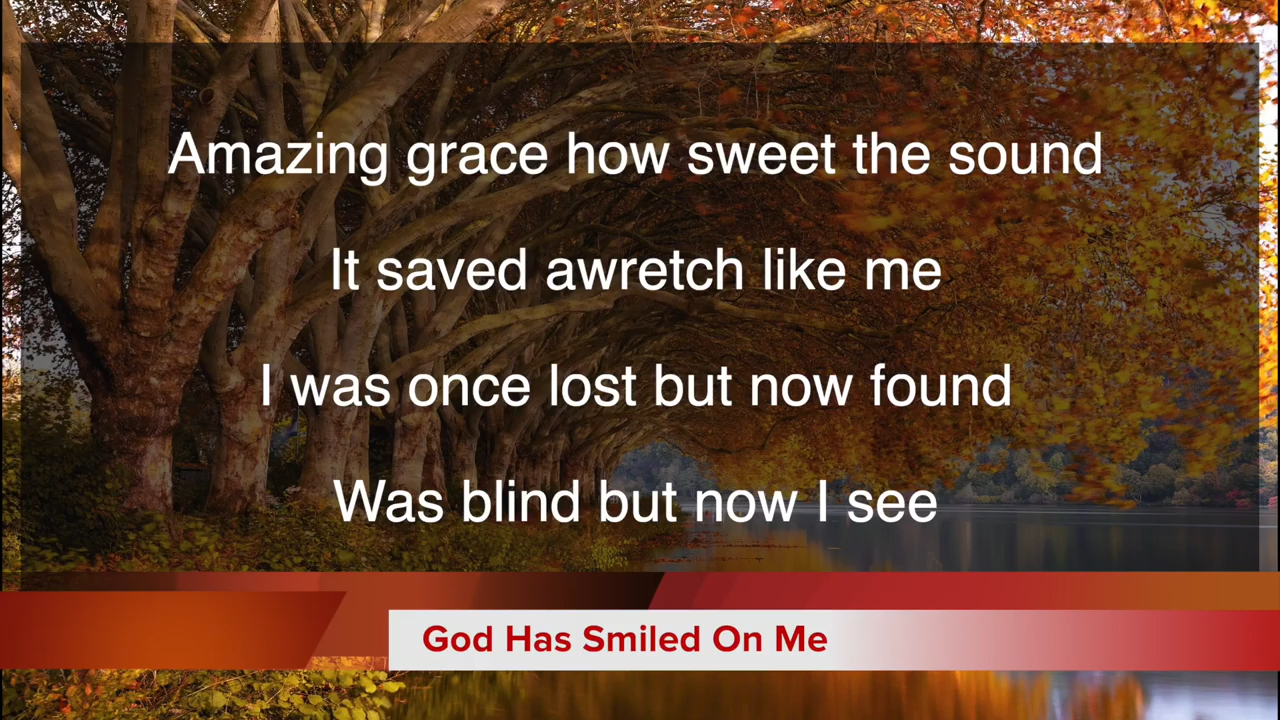 Amazing grace how sweet the sound
It saved awretch like me
I was once lost but now found
Was blind but now I see
God Has Smiled On Me